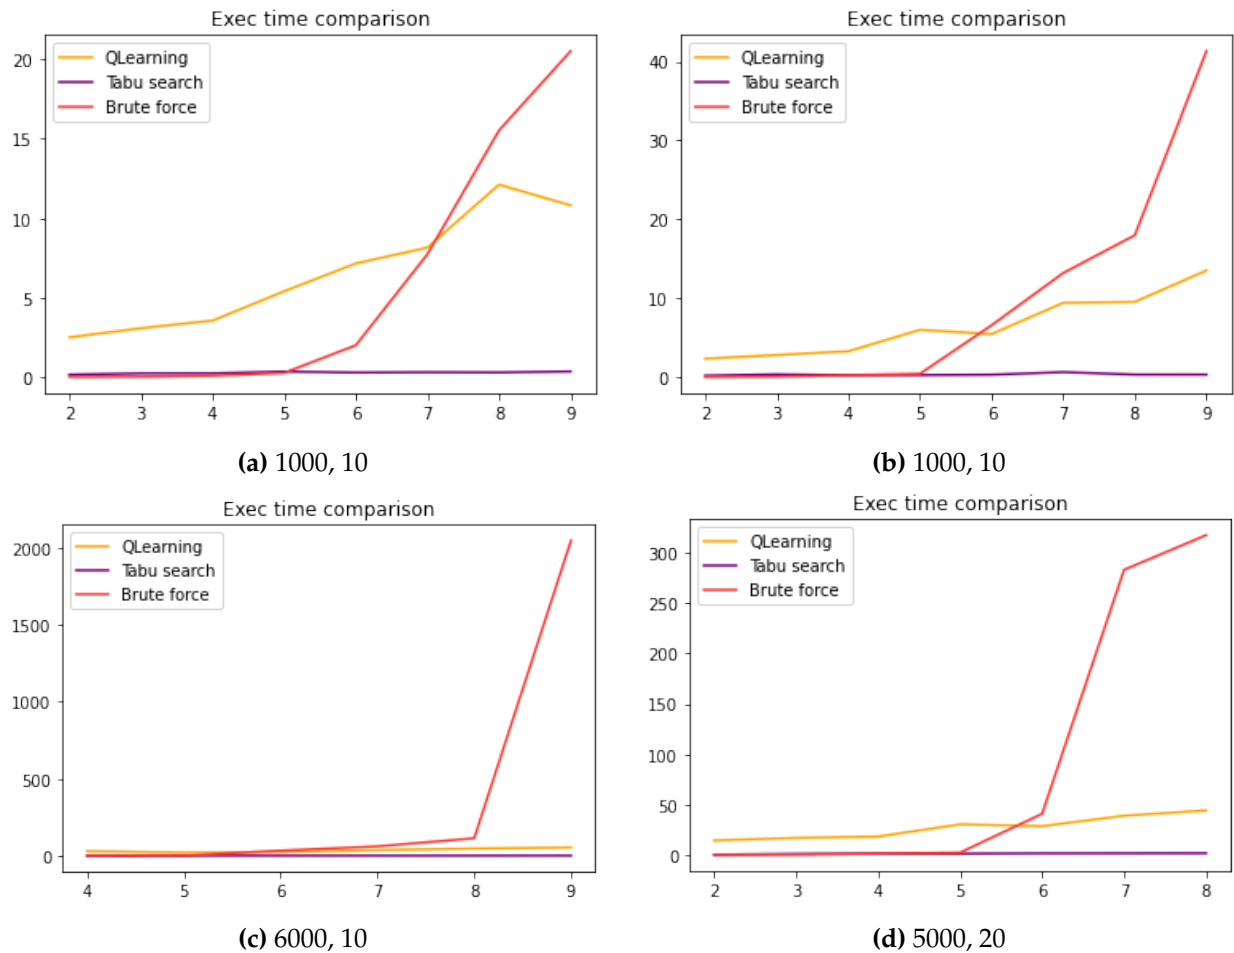 Exec time comparison
QLearning
Tabu search
Brute force
20
15
10
5
0
2 3 4 5 6 7 8 9
(a) 1000, 10
Exec time comparison
QLearning
Tabu search
Brute force
40
30
20
10
0
2 3 4 5 6 7 8 9
(b) 1000, 10
Exec time comparison
QLearning
Tabu search
Brute force
2000
1500
1000
500
0
4 5 6 7 8 9
(c) 6000, 10
Exec time comparison
QLearning
Tabu search
Brute force
300
250
200
150
100
50
0
2 3 4 5 6 7 8
(d) 5000, 20